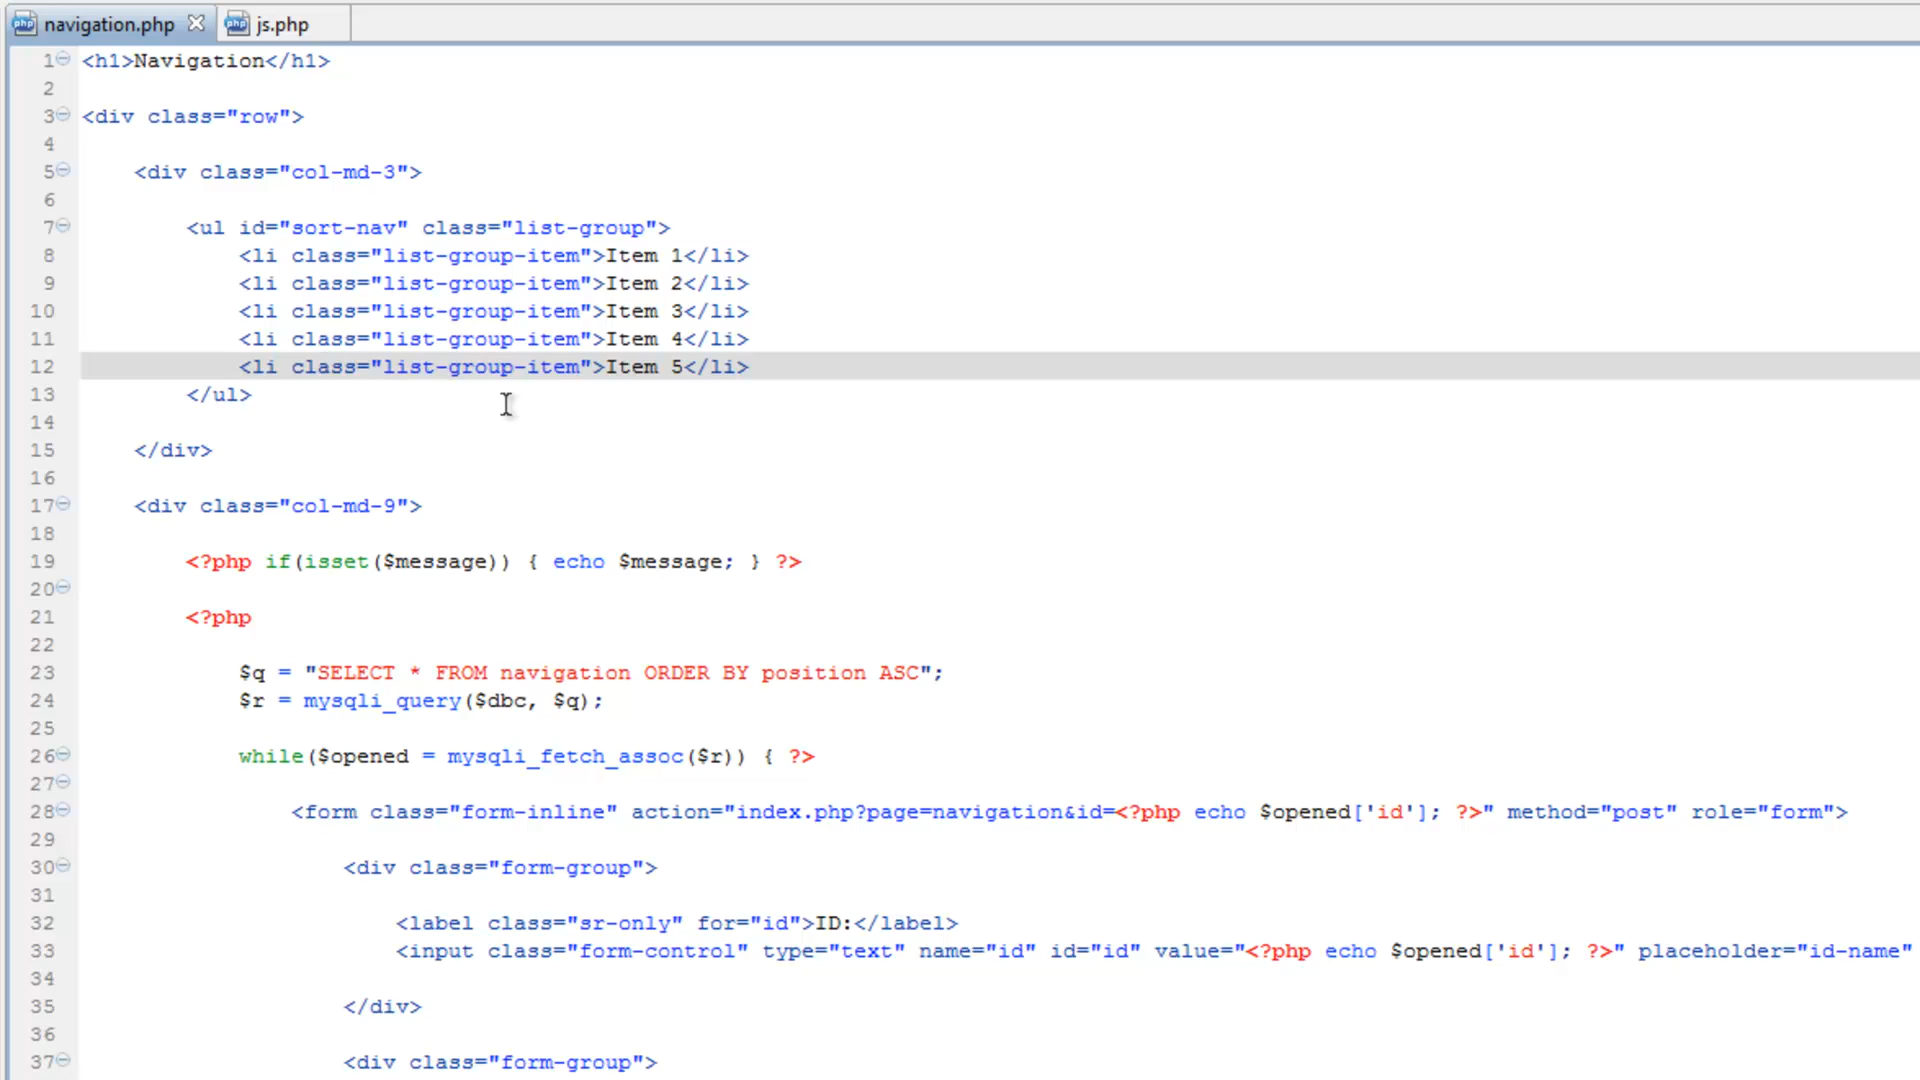 navigation.php js.php
1 <h1>Navigation</h1>
2
3 <div class="row">
4
5 <div class="col-md-3">
6
7 <ul id="sort-nav" class="list-group">
8 <li class="list-group-item">Item 1</li>
9 <li class="list-group-item">Item 2</li>
10 <li class="list-group-item">Item 3</li>
11 <li class="list-group-item">Item 4</li>
12 <li class="list-group-item">Item 5</li>
13 </ul>
14
15 </div>
16
17 <div class="col-md-9">
18
19 <?php if(isset($message)) { echo $message; } ?>
20
21 <?php
22
23 $q = "SELECT * FROM navigation ORDER BY position ASC";
24 $r = mysqli_query($dbc, $q);
25
26 while($opened = mysqli_fetch_assoc($r)) { ?>
27
28 <form class="form-inline" action="index.php?page=navigation&id=<?php echo $opened['id']; ?>" method="post" role="form">
29
30 <div class="form-group">
31
32 <label class="sr-only" for="id">ID:</label>
33 <input class="form-control" type="text" name="id" id="id" value="<?php echo $opened['id']; ?>" placeholder="id-name"
34
35 </div>
36
37 <div class="form-group">